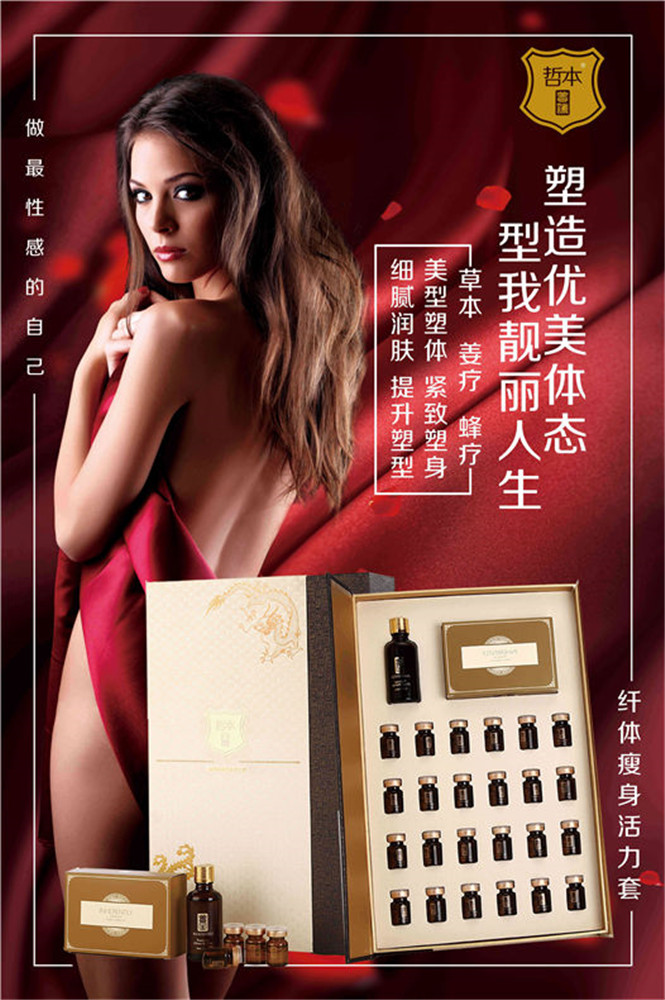 哲本
塑造优美体态
型我靓丽人生
草本 姜疗 蜂疗
美型塑体 紧致塑身
细腻润肤 提升塑型
做最性感的自己
纤体瘦身活力套
哲本